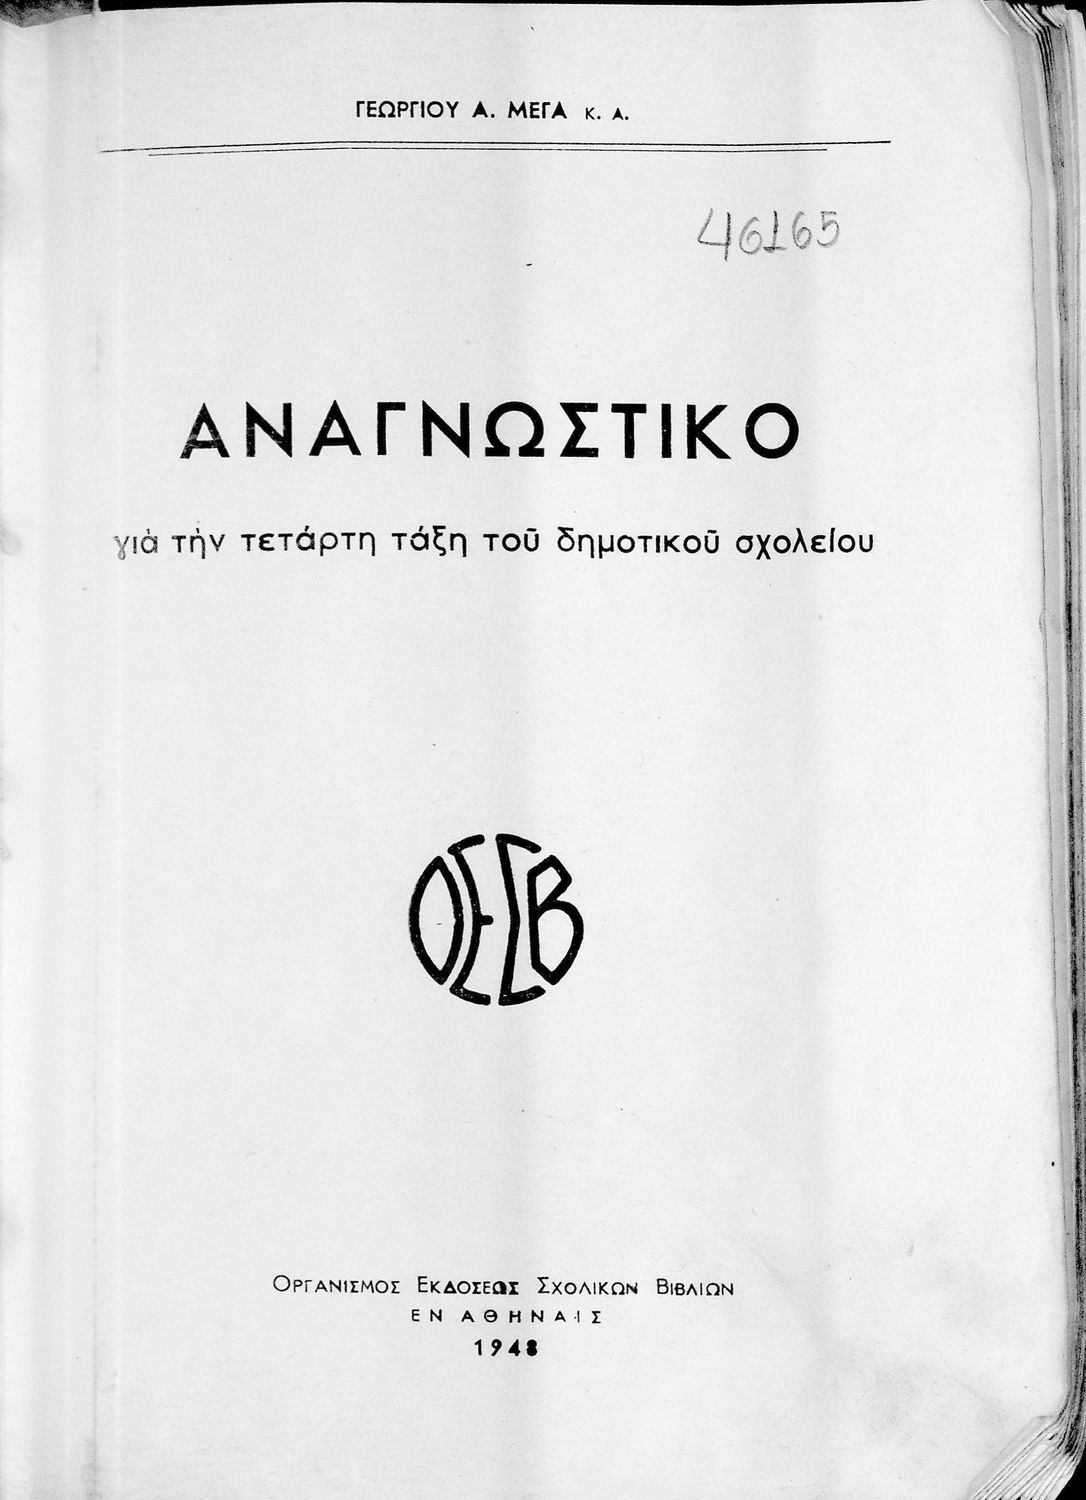 ΓΕΩΡΓΙΟΥ Α. ΜΕΓΑ Κ. Α.
46165
ΑΝΑΓΝΩΣΤΙΚΟ
γιὰ τὴν τετάρτη τάξη τοῦ δημοτικοῦ σχολείου
ΟΕΣΒ
ΟΡΓΑΝΙΣΜΟΣ ΕΚΔΟΣΕΩΣ ΣΧΟΛΙΚΩΝ ΒΙΒΛΙΩΝ
ΕΝ ΑΘΗΝΑΙΣ
1948